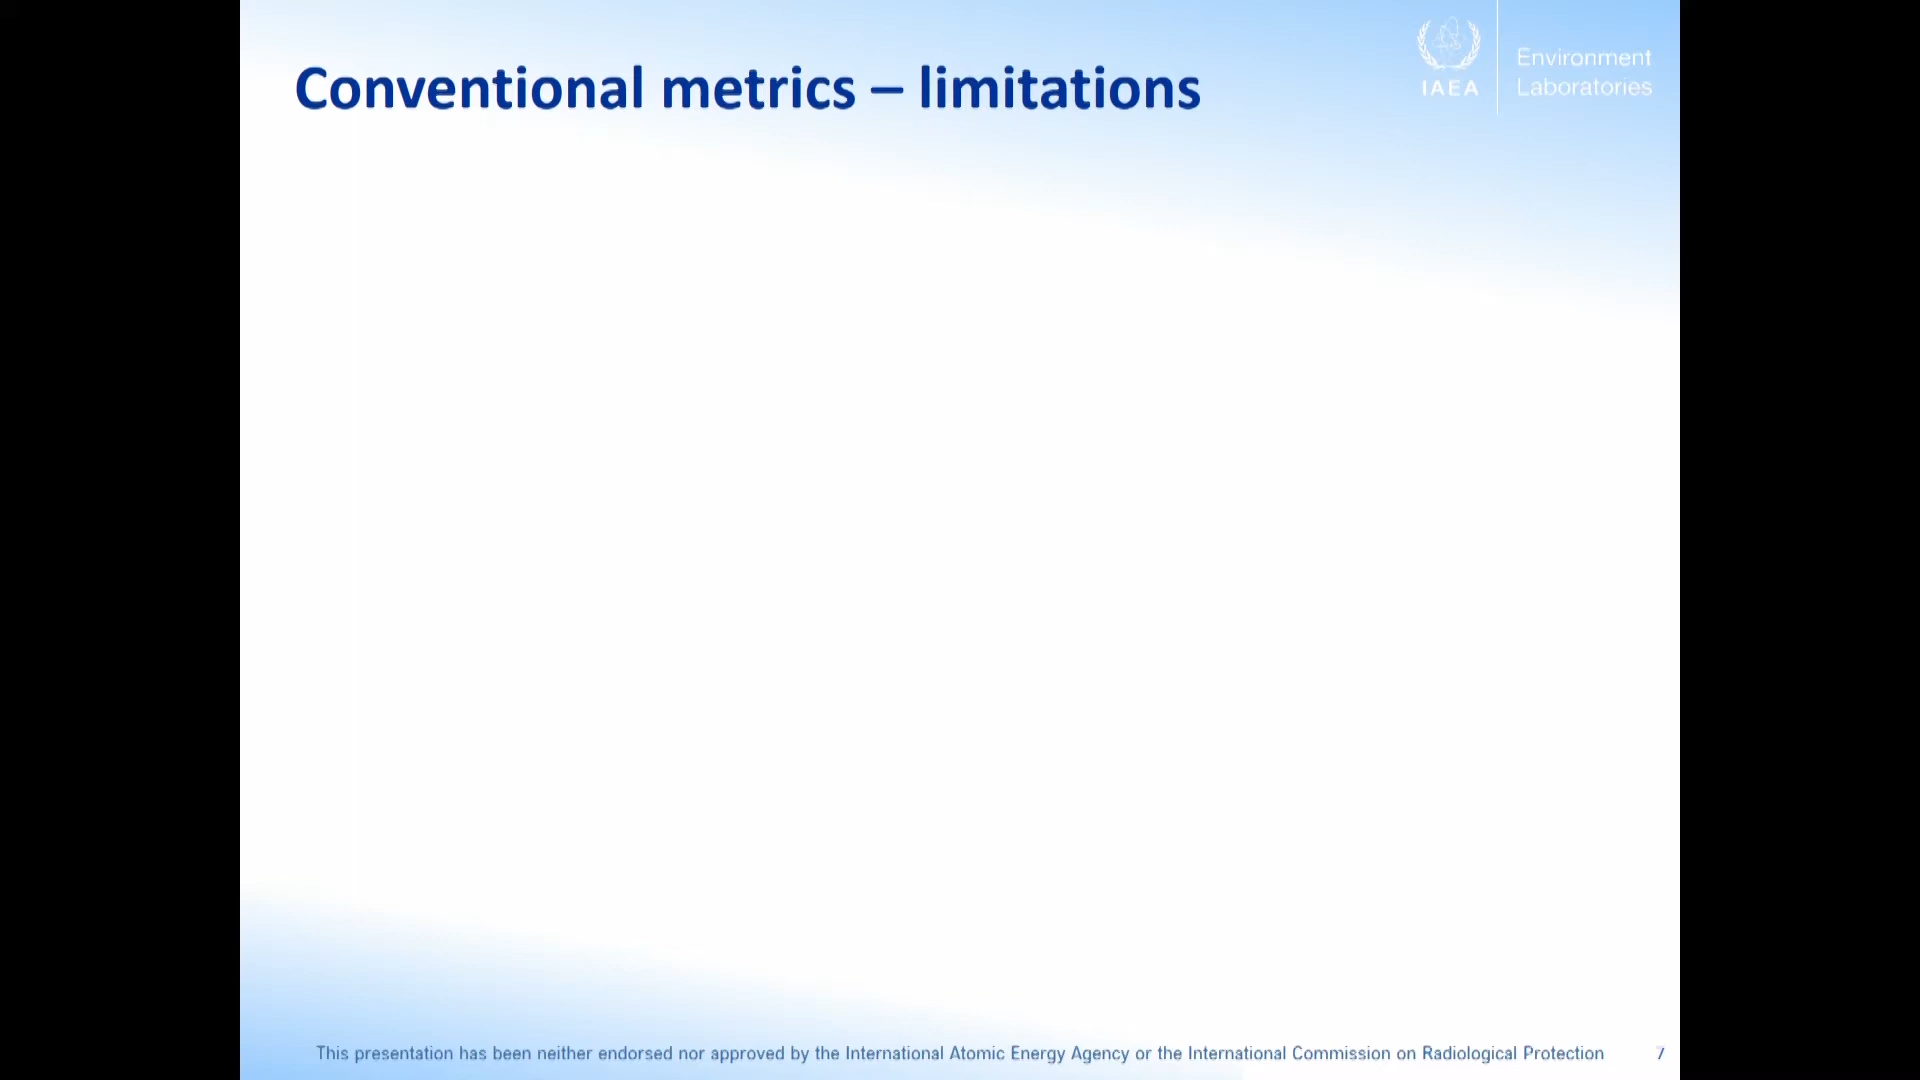 Conventional metrics – limitations
IAEA
Environment
Laboratories
This presentation has been neither endorsed nor approved by the International Atomic Energy Agency or the International Commission on Radiological Protection
7